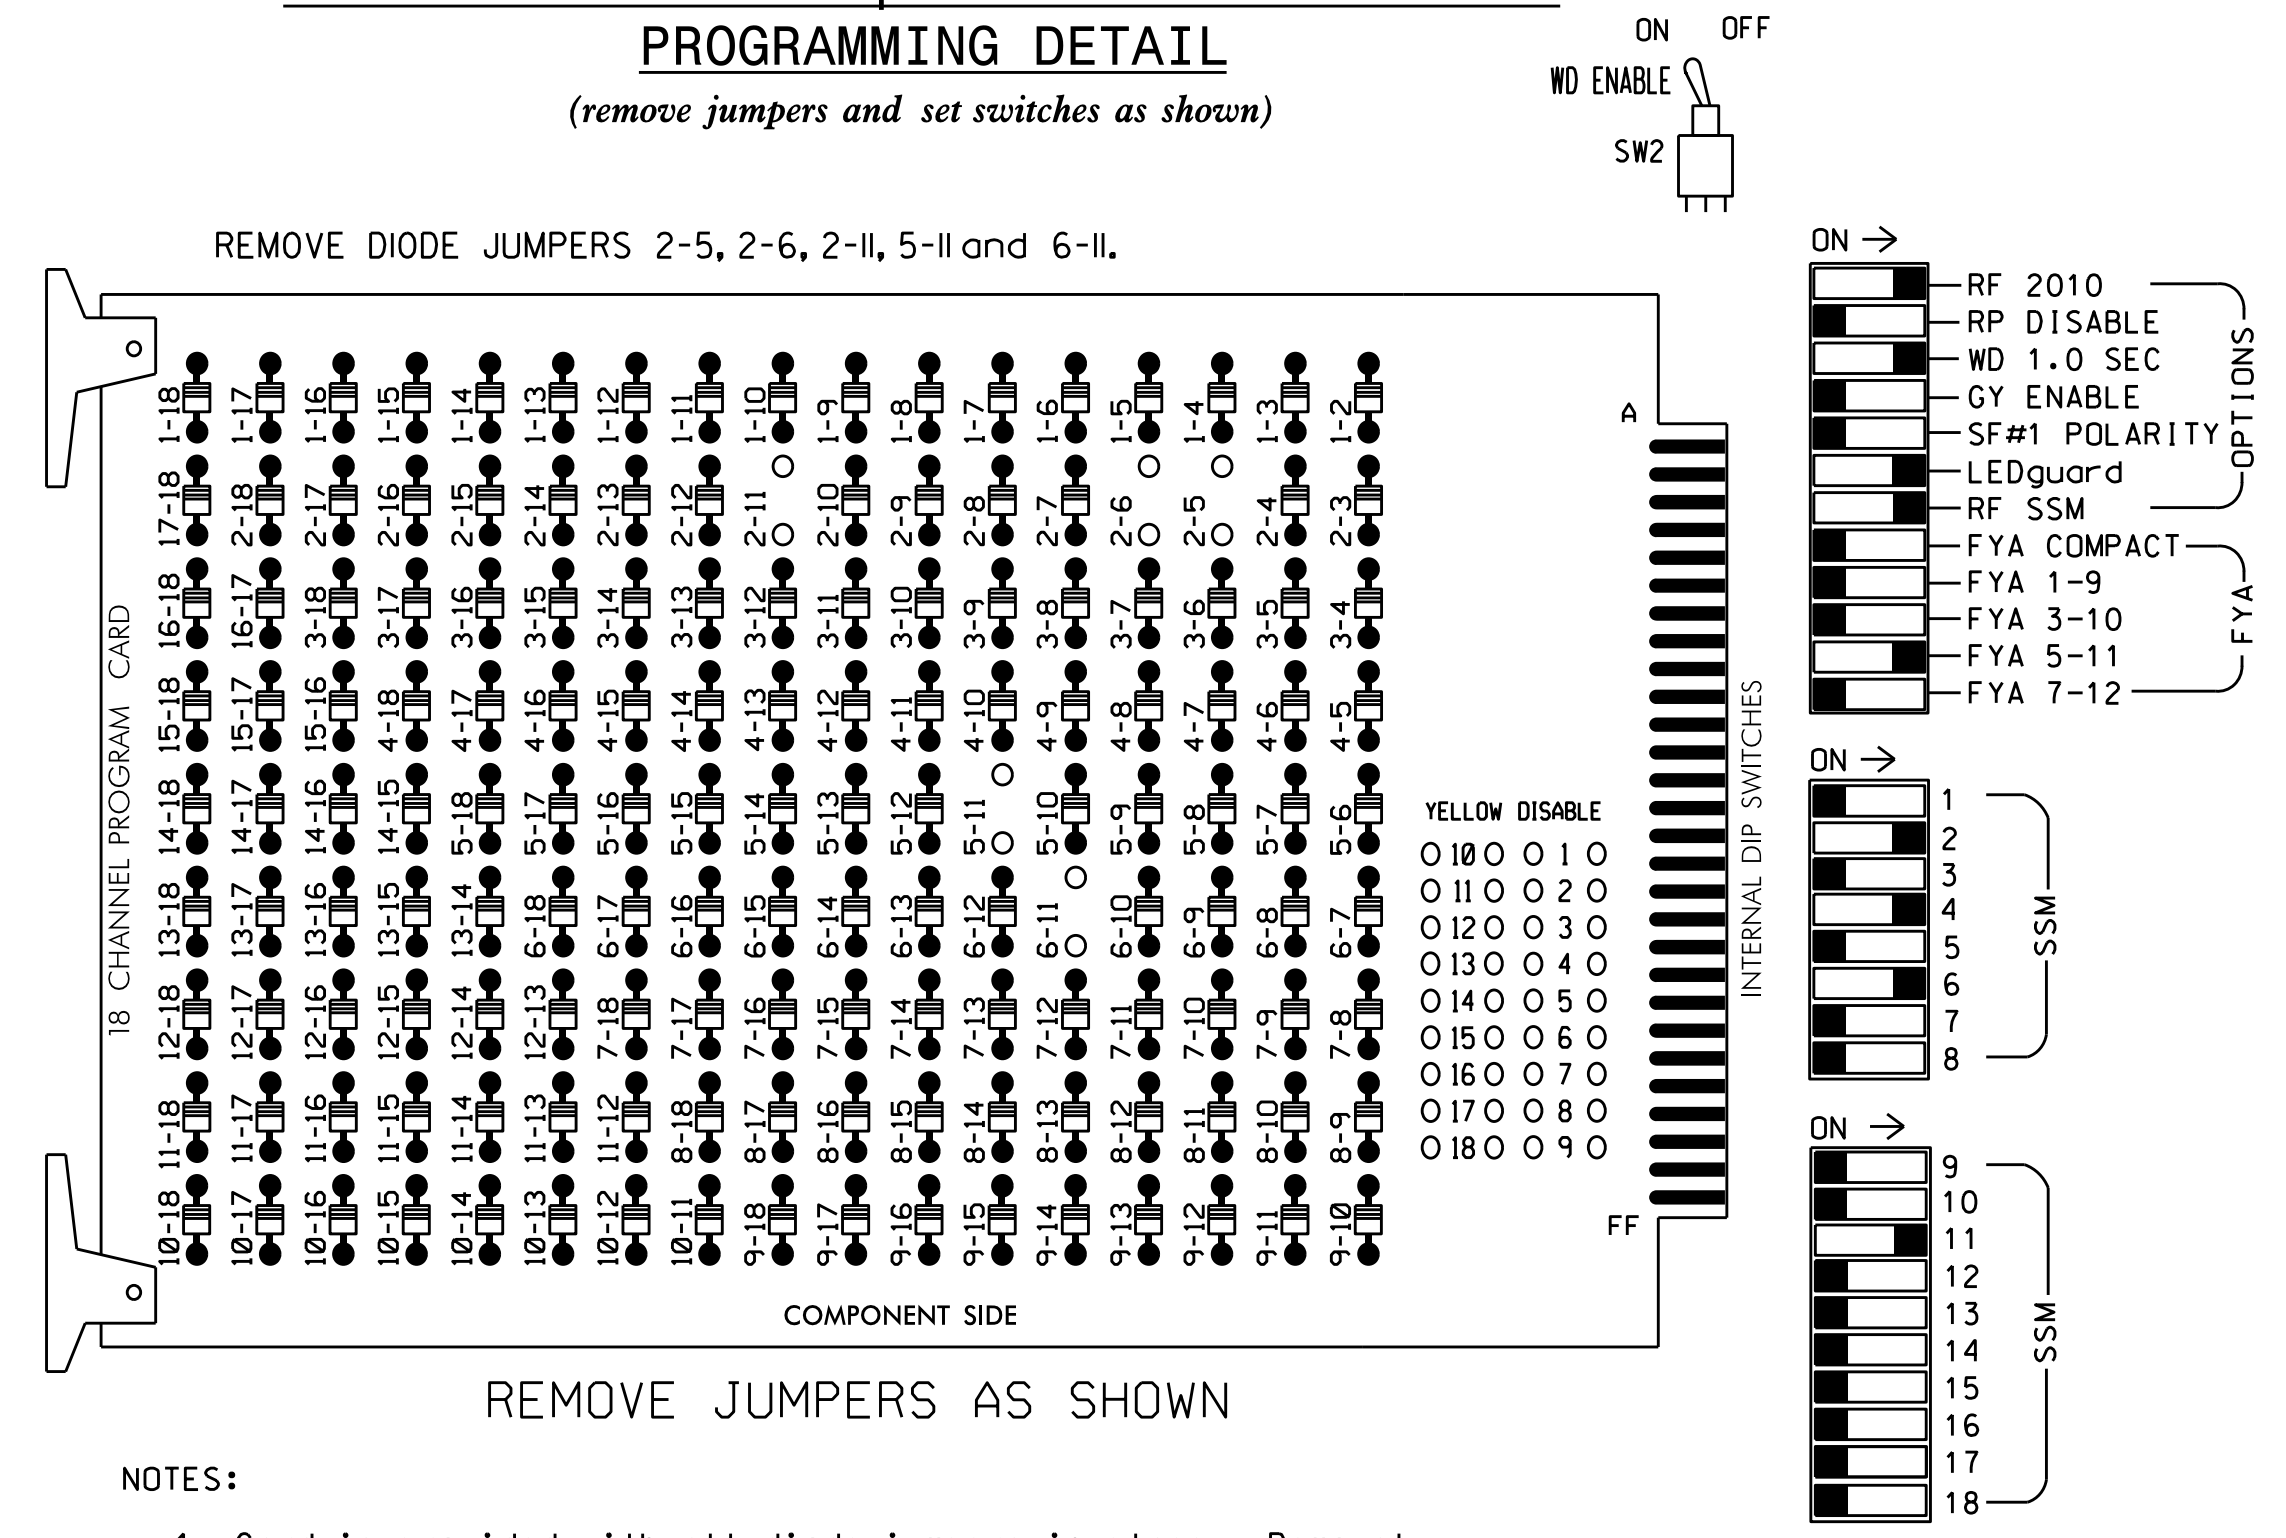 PROGRAMMING DETAIL
(remove jumpers and set switches as shown)
ON OFF
WD ENABLE
SW2
REMOVE DIODE JUMPERS 2-5, 2-6, 2-11, 5-11 and 6-11.
18 CHANNEL PROGRAM CARD
1-18 1-17 1-16 1-15 1-14 1-13 1-12 1-11 1-10 1-9 1-8 1-7 1-6 1-5 1-4 1-3 1-2
17-18 2-18 2-17 2-16 2-15 2-14 2-13 2-12 2-11 2-10 2-9 2-8 2-7 2-6 2-5 2-4 2-3
16-18 16-17 3-18 3-17 3-16 3-15 3-14 3-13 3-12 3-11 3-10 3-9 3-8 3-7 3-6 3-5 3-4
15-18 15-17 15-16 4-18 4-17 4-16 4-15 4-14 4-13 4-12 4-11 4-10 4-9 4-8 4-7 4-6 4-5
14-18 14-17 14-16 14-15 5-18 5-17 5-16 5-15 5-14 5-13 5-12 5-11 5-10 5-9 5-8 5-7 5-6
13-18 13-17 13-16 13-15 13-14 6-18 6-17 6-16 6-15 6-14 6-13 6-12 6-11 6-10 6-9 6-8 6-7
12-18 12-17 12-16 12-15 12-14 12-13 7-18 7-17 7-16 7-15 7-14 7-13 7-12 7-11 7-10 7-9 7-8
11-18 11-17 11-16 11-15 11-14 11-13 11-12 8-18 8-17 8-16 8-15 8-14 8-13 8-12 8-11 8-10 8-9
10-18 10-17 10-16 10-15 10-14 10-13 10-12 10-11 9-18 9-17 9-16 9-15 9-14 9-13 9-12 9-11 9-10
COMPONENT SIDE
A
YELLOW DISABLE
10 1
11 2
12 3
13 4
14 5
15 6
16 7
17 8
18 9
FF
INTERNAL DIP SWITCHES
ON
RF 2010
RP DISABLE
WD 1.0 SEC
GY ENABLE
SF#1 POLARITY
LEDguard
RF SSM
OPTIONS
FYA COMPACT
FYA 1-9
FYA 3-10
FYA 5-11
FYA 7-12
FYA
ON
1
2
3
4
5
6
7
8
SSM
ON
9
10
11
12
13
14
15
16
17
18
SSM
REMOVE JUMPERS AS SHOWN
NOTES: